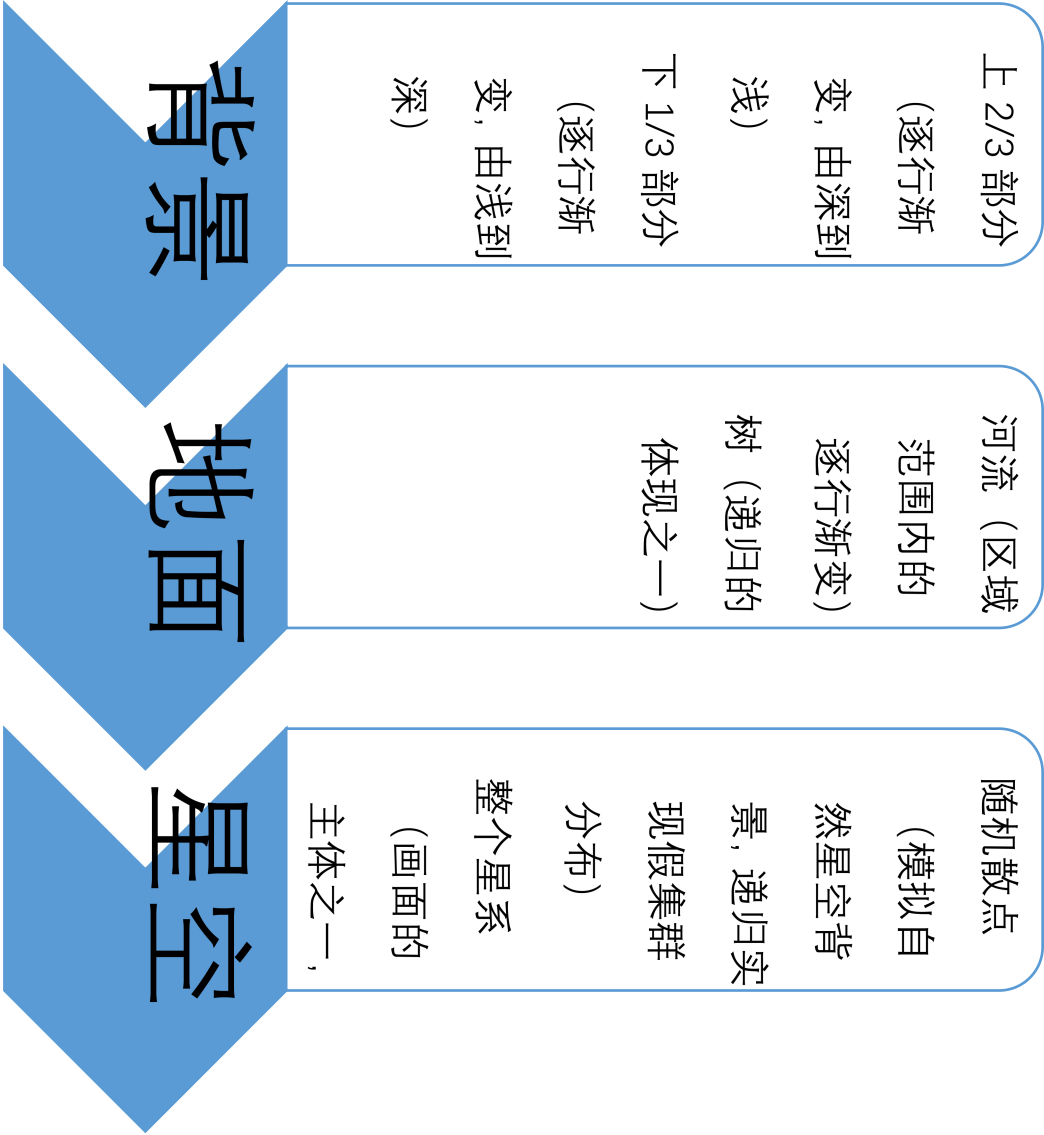 背景
上 2/3 部分
（逐行渐
变，由深到
浅）
下 1/3 部分
（逐行渐
变，由浅到
深）
地面
河流（区域
范围内的
逐行渐变）
树（递归的
体现之一）
星空
随机散点
（模拟自
然星空背
景，递归实
现假集群
分布）
整个星系
（画面的
主体之一，